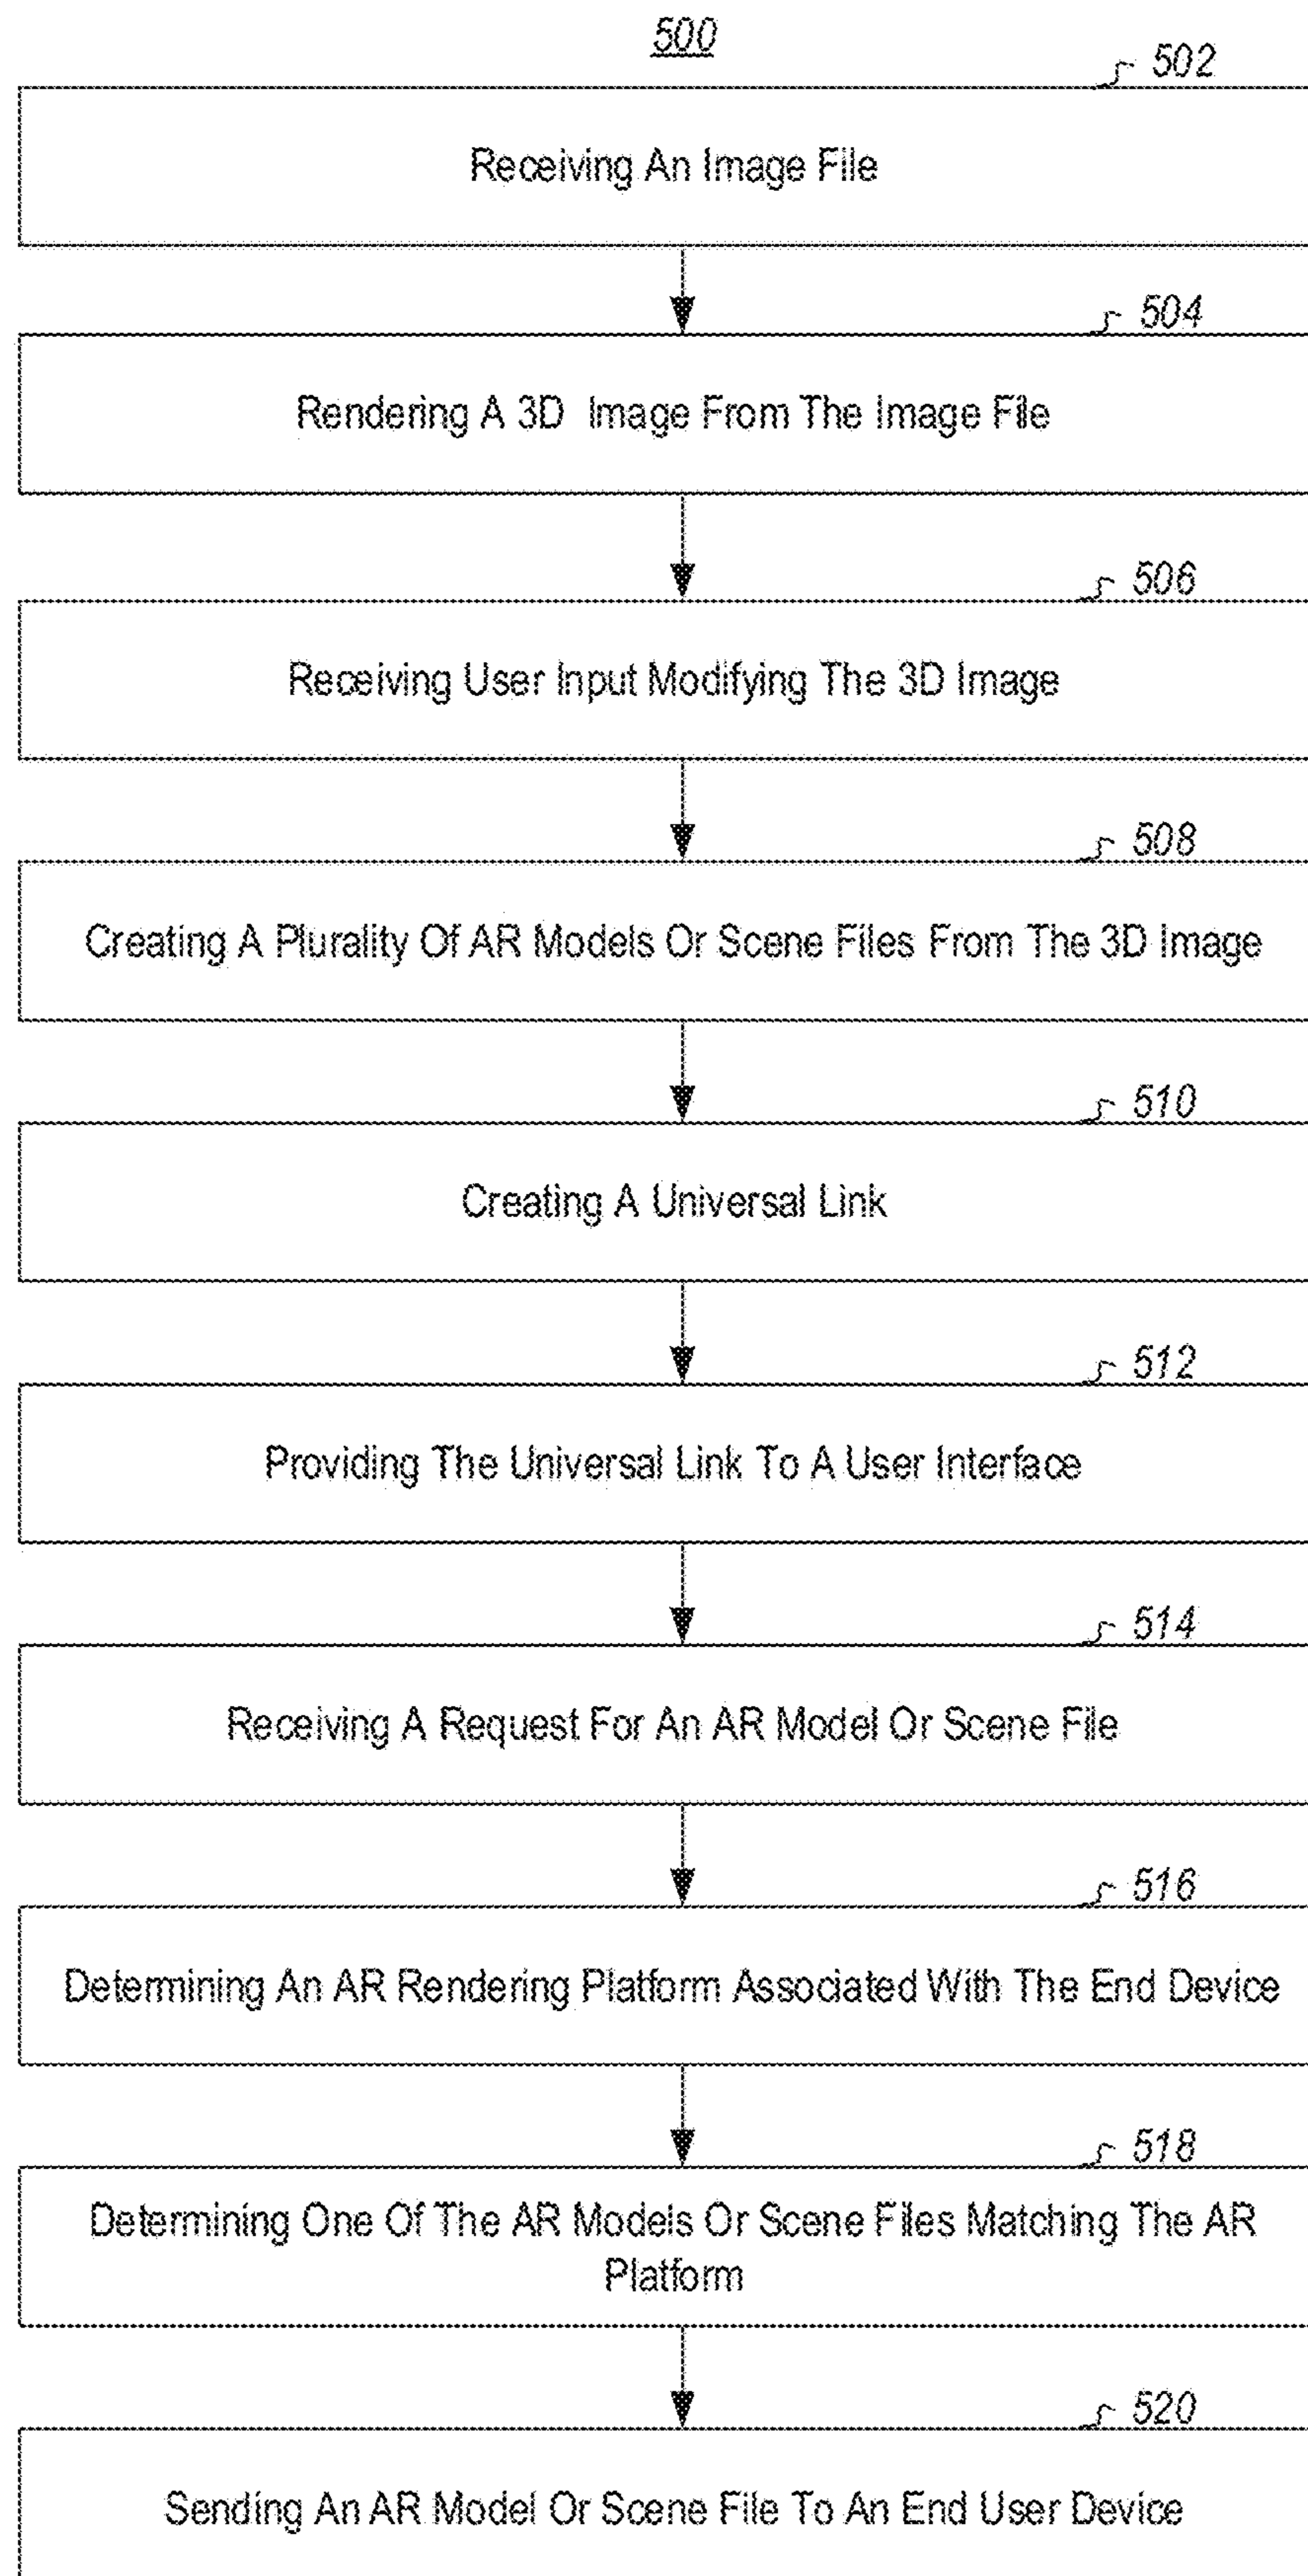 500
502
Receiving An Image File
504
Rendering A 3D Image From The Image File
506
Receiving User Input Modifying The 3D Image
508
Creating A Plurality Of AR Models Or Scene Files From The 3D Image
510
Creating A Universal Link
512
Providing The Universal Link To A User Interface
514
Receiving A Request For An AR Model Or Scene File
516
Determining An AR Rendering Platform Associated With The End Device
518
Determining One Of The AR Models Or Scene Files Matching The AR
Platform
520
Sending An AR Model Or Scene File To An End User Device